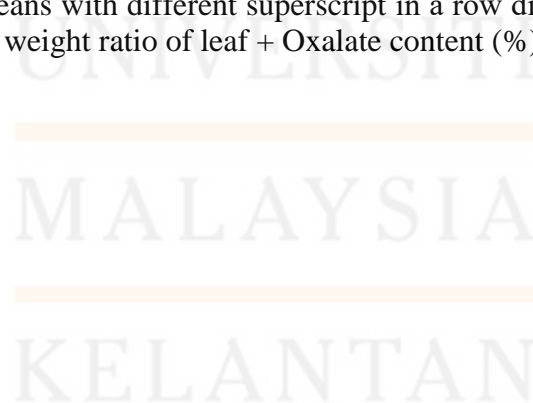 eans with different superscript in a row di
weight ratio of leaf + Oxalate content (%)
UNIVERSITI
MALAYSIA
KELANTAN